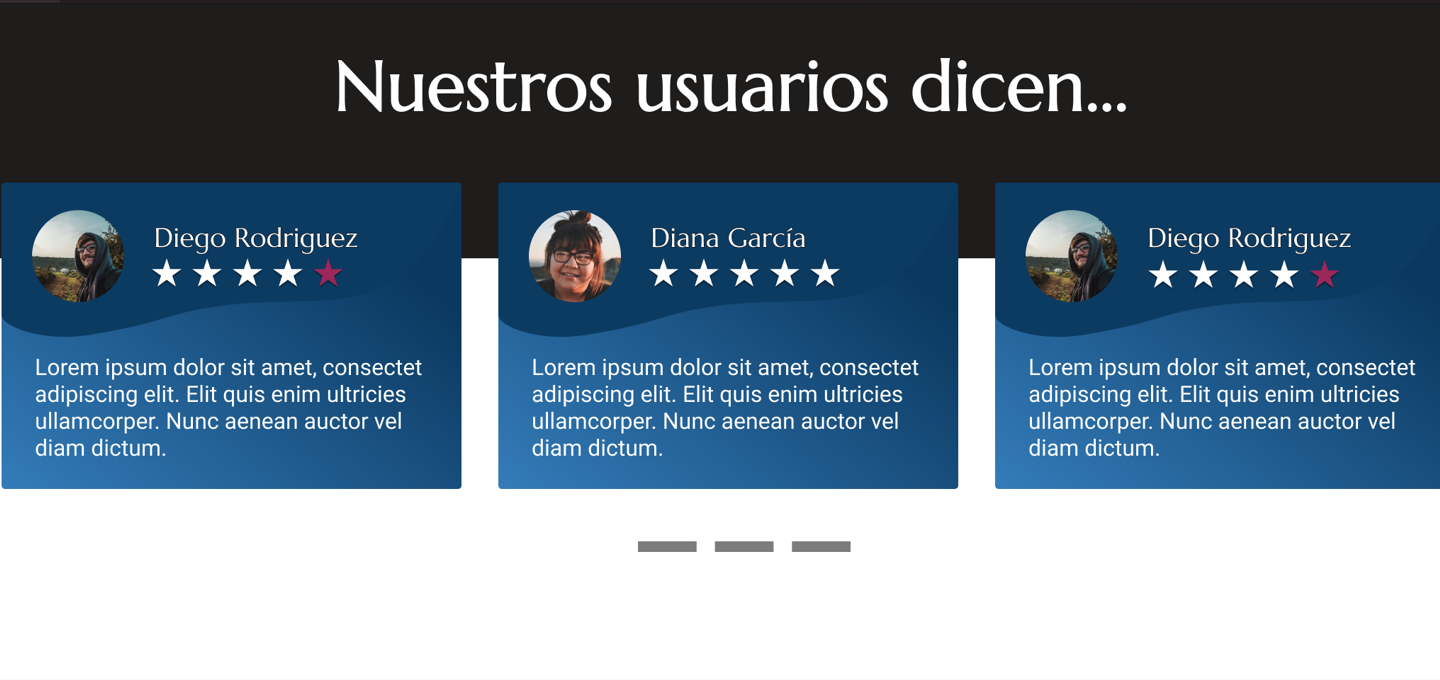 Nuestros usuarios dicen...
Diego Rodriguez
Lorem ipsum dolor sit amet, consectet
adipiscing elit. Elit quis enim ultricies
ullamcorper. Nunc aenean auctor vel
diam dictum.
Diana García
Lorem ipsum dolor sit amet, consectet
adipiscing elit. Elit quis enim ultricies
ullamcorper. Nunc aenean auctor vel
diam dictum.
Diego Rodriguez
Lorem ipsum dolor sit amet, consectet
adipiscing elit. Elit quis enim ultricies
ullamcorper. Nunc aenean auctor vel
diam dictum.